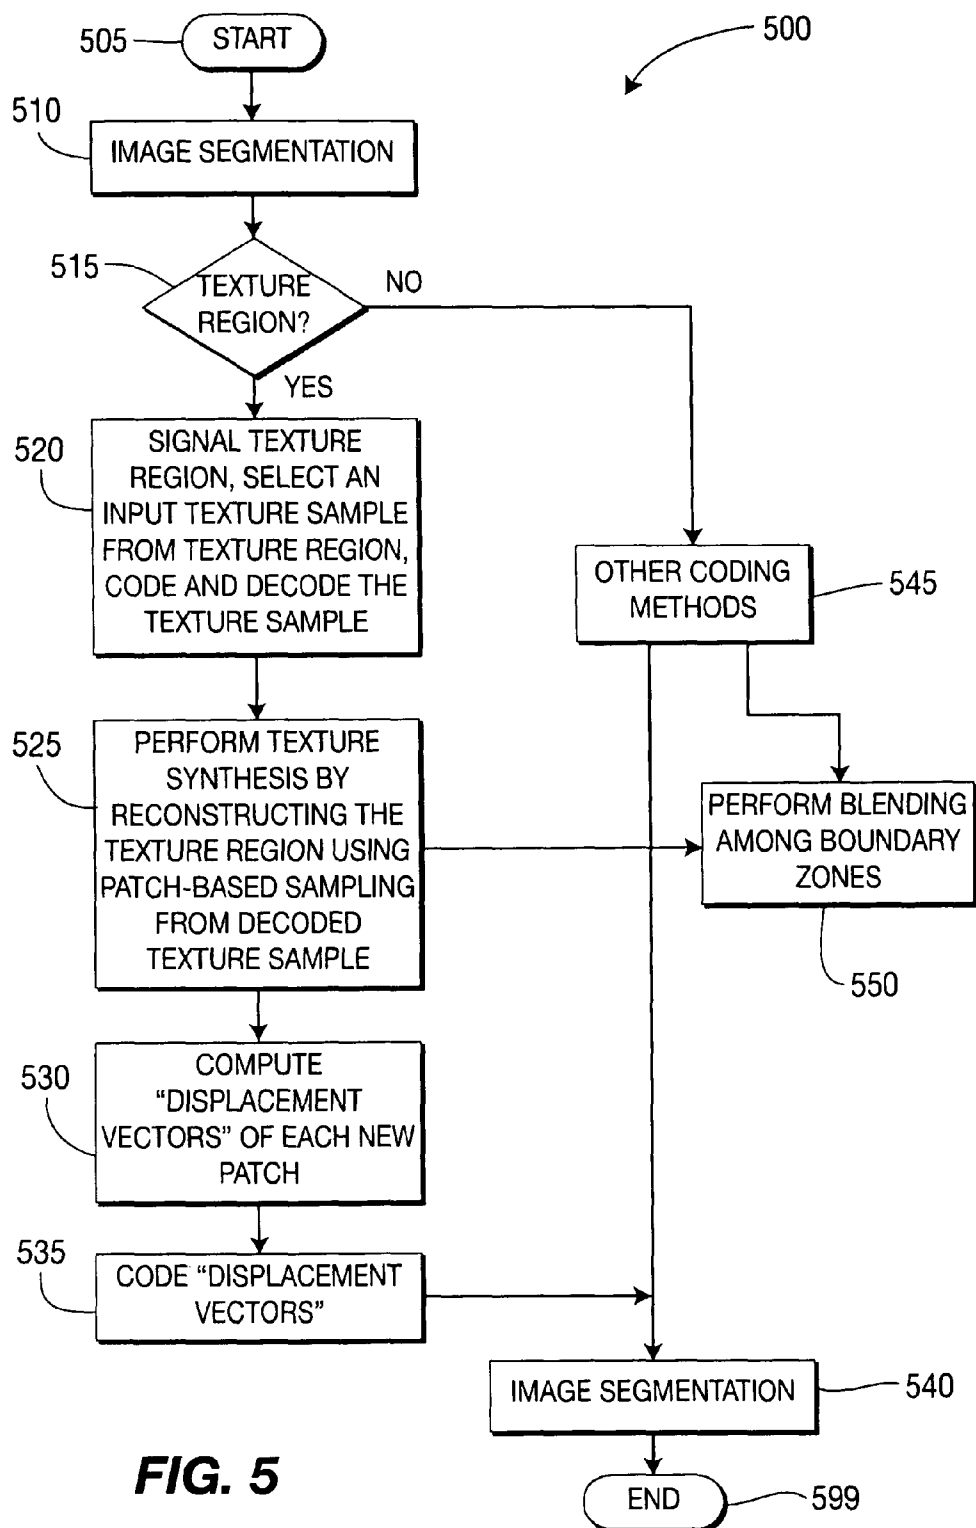 505
START
500
510
IMAGE SEGMENTATION
515
TEXTURE
REGION?
NO
YES
520
SIGNAL TEXTURE
REGION, SELECT AN
INPUT TEXTURE SAMPLE
FROM TEXTURE REGION,
CODE AND DECODE THE
TEXTURE SAMPLE
OTHER CODING
METHODS
545
525
PERFORM TEXTURE
SYNTHESIS BY
RECONSTRUCTING THE
TEXTURE REGION USING
PATCH-BASED SAMPLING
FROM DECODED
TEXTURE SAMPLE
PERFORM BLENDING
AMONG BOUNDARY
ZONES
550
530
COMPUTE
“DISPLACEMENT
VECTORS” OF EACH NEW
PATCH
535
CODE “DISPLACEMENT
VECTORS”
IMAGE SEGMENTATION
540
FIG. 5
END
599